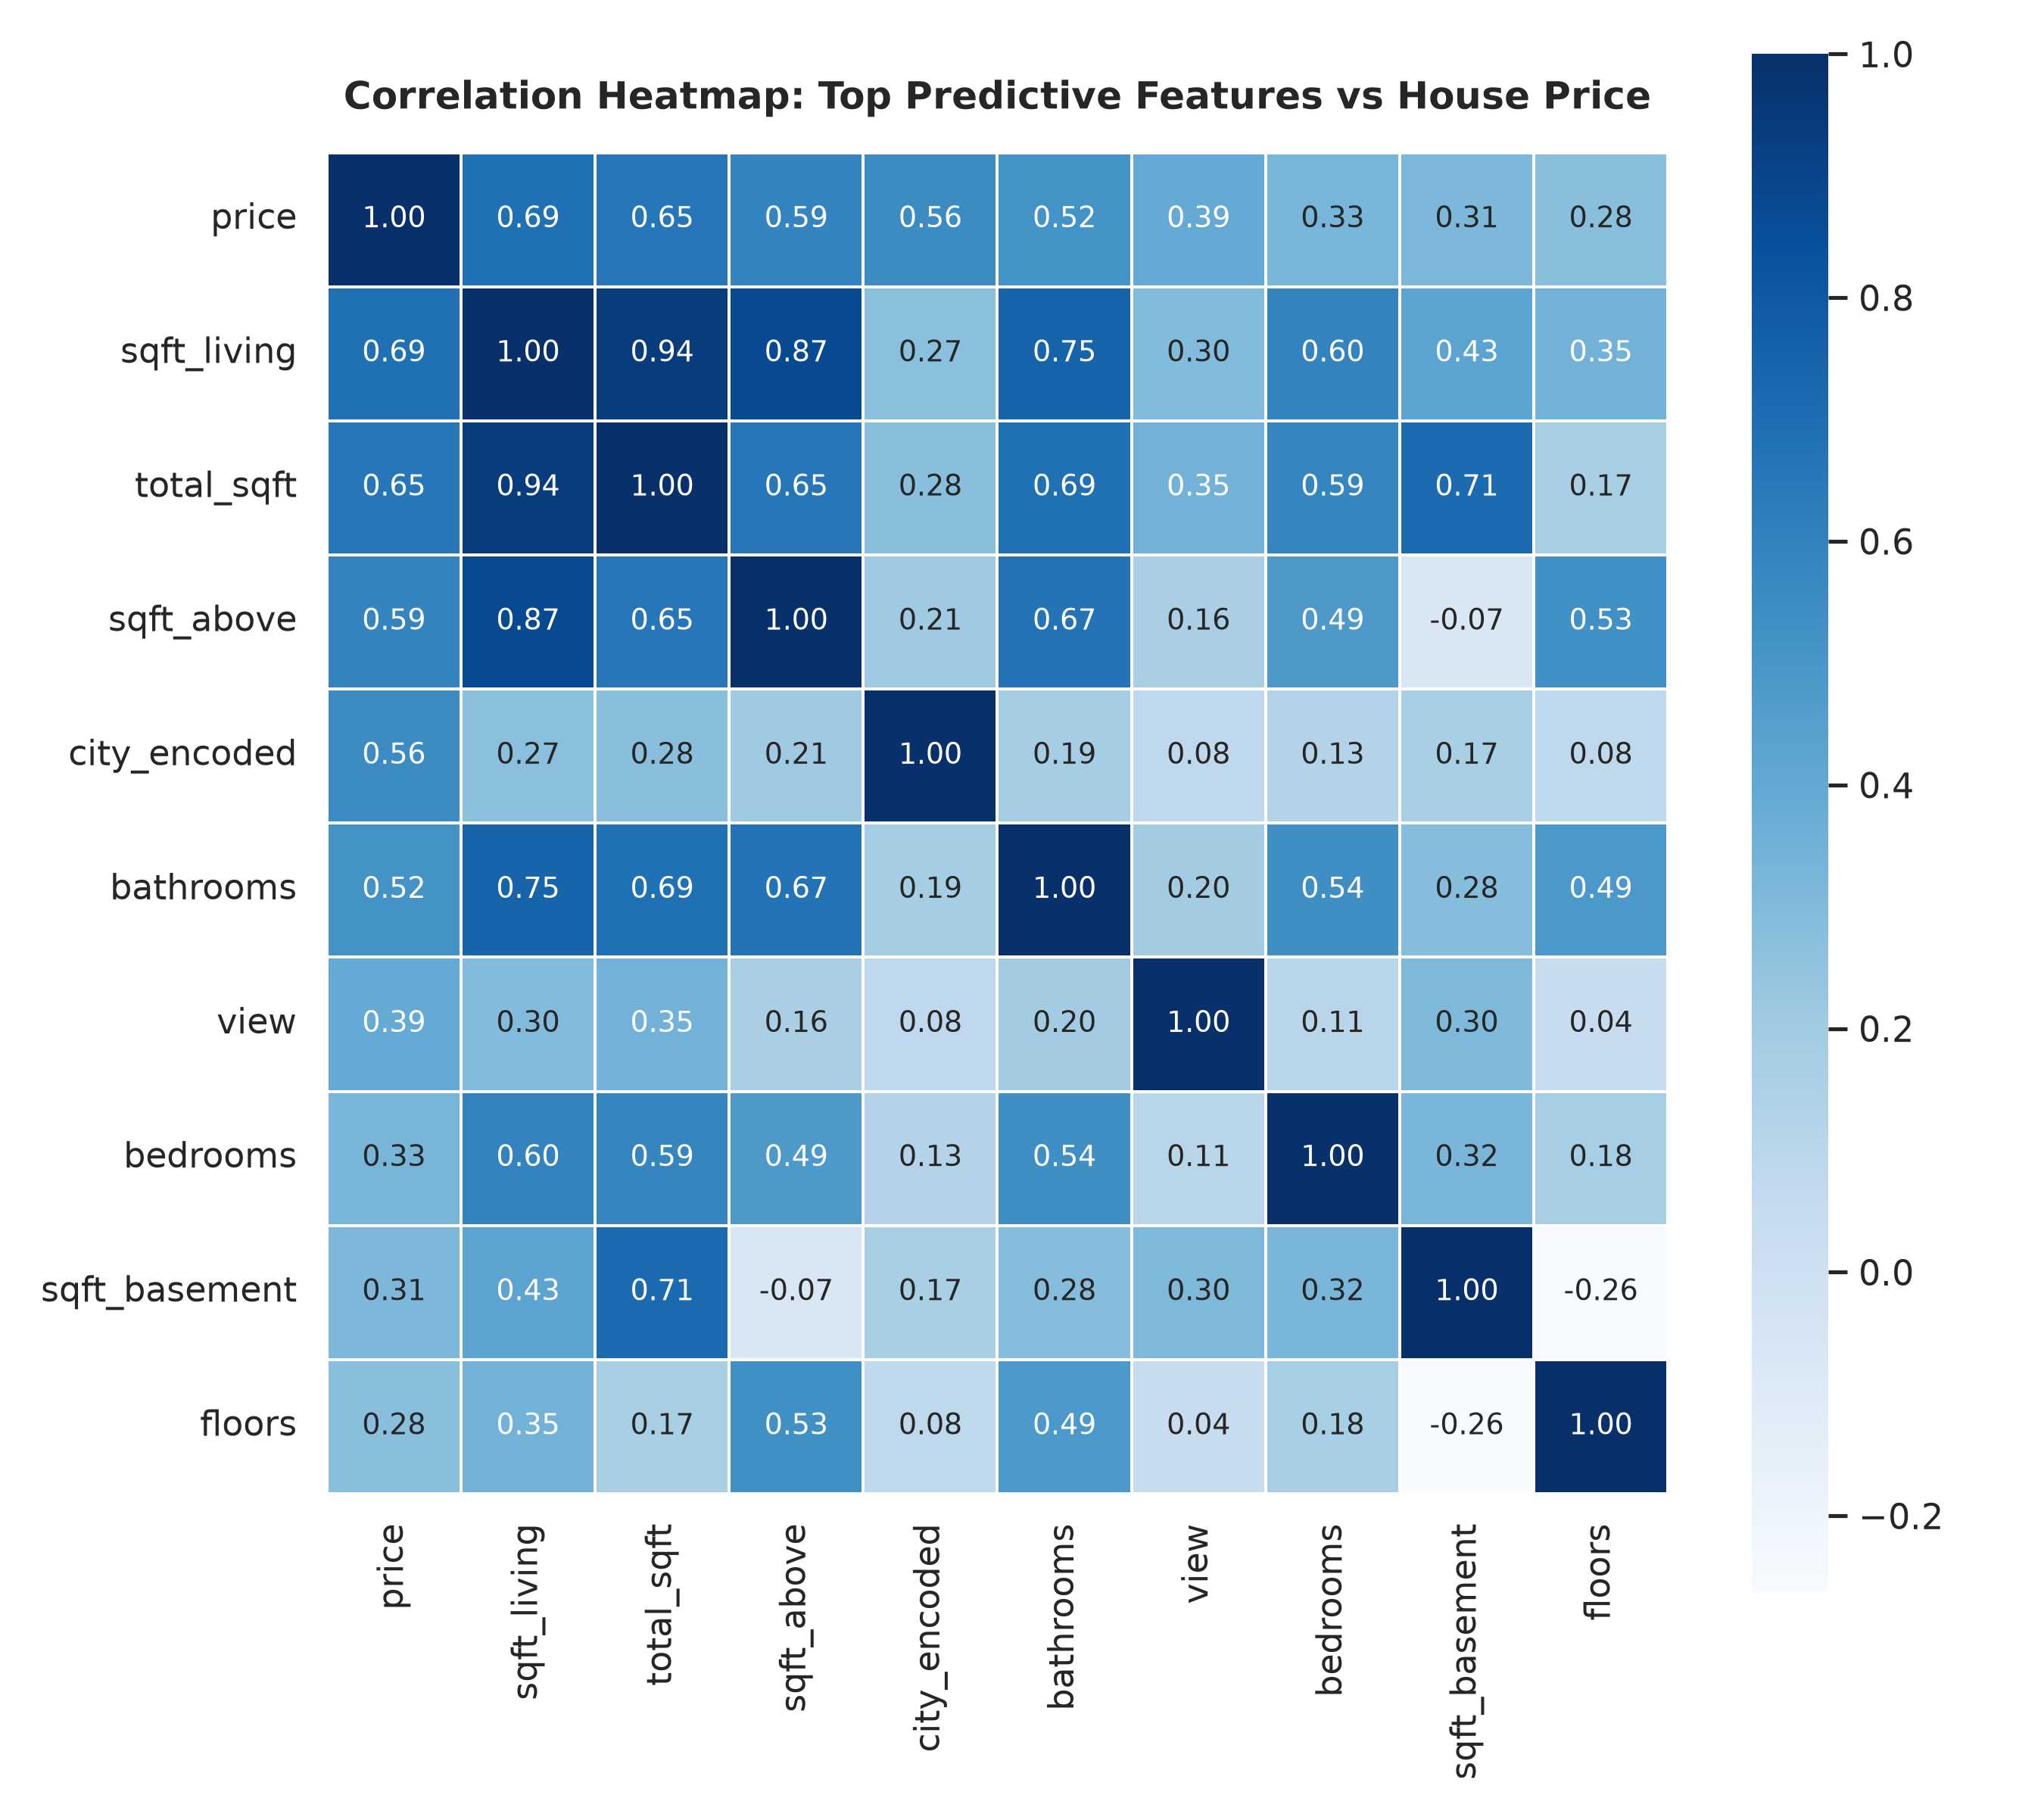 Correlation Heatmap: Top Predictive Features vs House Price
price 1.00 0.69 0.65 0.59 0.56 0.52 0.39 0.33 0.31 0.28
sqft_living 0.69 1.00 0.94 0.87 0.27 0.75 0.30 0.60 0.43 0.35
total_sqft 0.65 0.94 1.00 0.65 0.28 0.69 0.35 0.59 0.71 0.17
sqft_above 0.59 0.87 0.65 1.00 0.21 0.67 0.16 0.49 -0.07 0.53
city_encoded 0.56 0.27 0.28 0.21 1.00 0.19 0.08 0.13 0.17 0.08
bathrooms 0.52 0.75 0.69 0.67 0.19 1.00 0.20 0.54 0.28 0.49
view 0.39 0.30 0.35 0.16 0.08 0.20 1.00 0.11 0.30 0.04
bedrooms 0.33 0.60 0.59 0.49 0.13 0.54 0.11 1.00 0.32 0.18
sqft_basement 0.31 0.43 0.71 -0.07 0.17 0.28 0.30 0.32 1.00 -0.26
floors 0.28 0.35 0.17 0.53 0.08 0.49 0.04 0.18 -0.26 1.00
price
sqft_living
total_sqft
sqft_above
city_encoded
bathrooms
view
bedrooms
sqft_basement
floors
1.0
0.8
0.6
0.4
0.2
0.0
−0.2